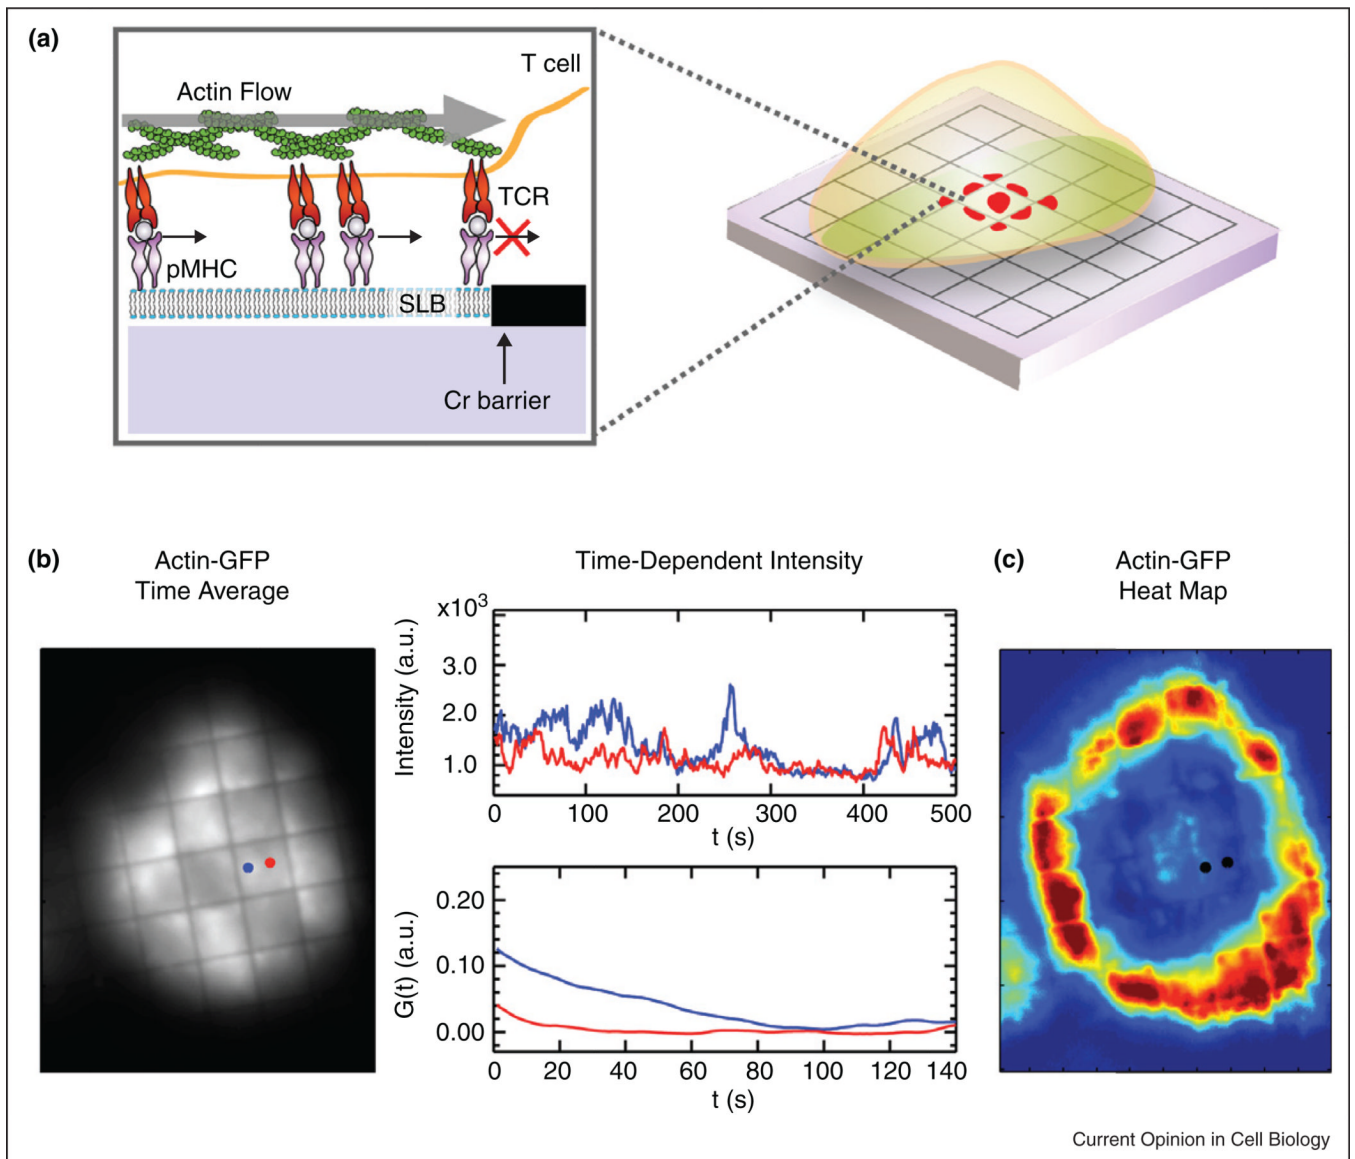 (a)
T cell
Actin Flow
TCR
pMHC
SLB
Cr barrier
(b)
Actin-GFP
Time Average
Time-Dependent Intensity
x10³
3.0
2.0
1.0
Intensity (a.u.)
0 100 200 300 400 500
t (s)
0.20
0.10
0.00
G(t) (a.u.)
0 20 40 60 80 100 120 140
t (s)
(c)
Actin-GFP
Heat Map
Current Opinion in Cell Biology